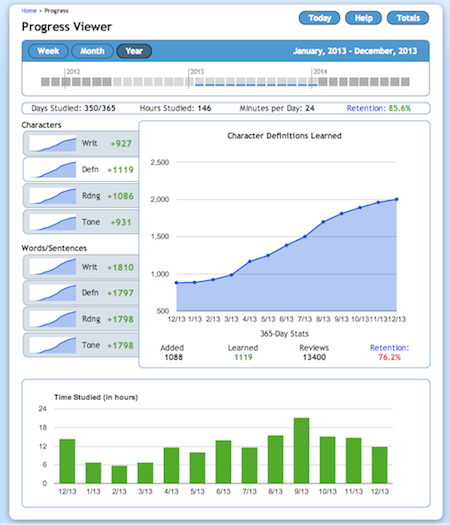 Home > Progress
Progress Viewer
Today Help Totals
Week Month Year January, 2013 - December, 2013
2012 2013 2014
Days Studied: 350/365 Hours Studied: 146 Minutes per Day: 24 Retention: 85.6%
Characters
Writ +927
Defn +1119
Rdng +1086
Tone +931
Words/Sentences
Writ +1810
Defn +1797
Rdng +1798
Tone +1798
Character Definitions Learned
2,500
2,000
1,500
1,000
500
12/13 1/13 2/13 3/13 4/13 5/13 6/13 7/13 8/13 9/13 10/13 11/13 12/13
365-Day Stats
Added Learned Reviews Retention:
1088 1119 13400 76.2%
Time Studied (in hours)
24
18
12
6
0
12/13 1/13 2/13 3/13 4/13 5/13 6/13 7/13 8/13 9/13 10/13 11/13 12/13